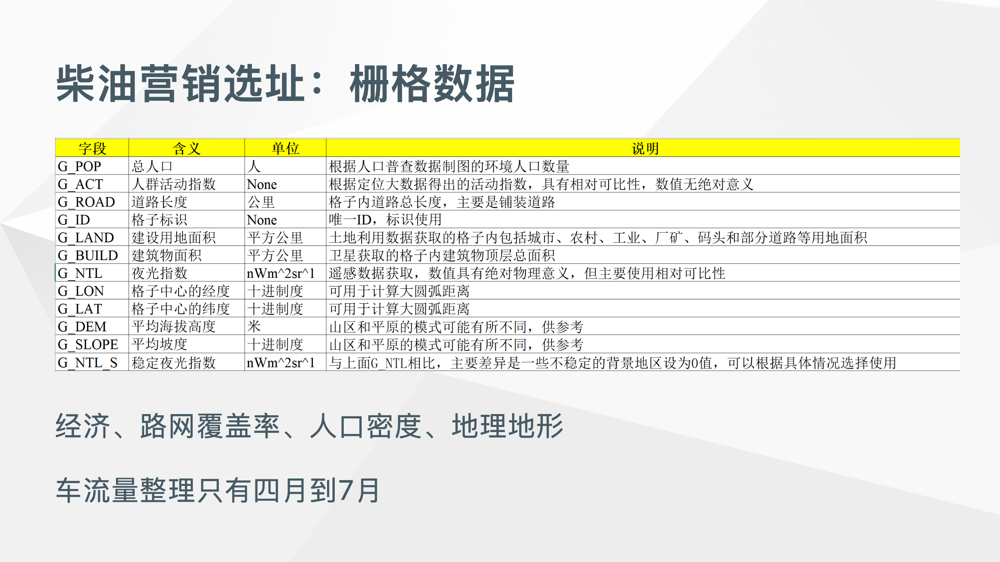 柴油营销选址：栅格数据
字段 含义 单位 说明
G_POP 总人口 人 根据人口普查数据制图的环境人口数量
G_ACT 人群活动指数 None 根据定位大数据得出的活动指数，具有相对可比性，数值无绝对意义
G_ROAD 道路长度 公里 格子内道路总长度，主要是铺装道路
G_ID 格子标识 None 唯一ID，标识使用
G_LAND 建设用地面积 平方公里 土地利用数据获取的格子内包括城市、农村、工业、厂矿、码头和部分道路等用地面积
G_BUILD 建筑物面积 平方公里 卫星获取的格子内建筑物顶层总面积
G_NTL 夜光指数 nWm^2sr^1 遥感数据获取，数值具有绝对物理意义，但主要使用相对可比性
G_LON 格子中心的经度 十进制度 可用于计算大圆弧距离
G_LAT 格子中心的纬度 十进制度 可用于计算大圆弧距离
G_DEM 平均海拔高度 米 山区和平原的模式可能有所不同，供参考
G_SLOPE 平均坡度 十进制度 山区和平原的模式可能有所不同，供参考
G_NTL_S 稳定夜光指数 nWm^2sr^1 与上面G_NTL相比，主要差异是一些不稳定的背景地区设为0值，可以根据具体情况选择使用
经济、路网覆盖率、人口密度、地理地形
车流量整理只有四月到7月